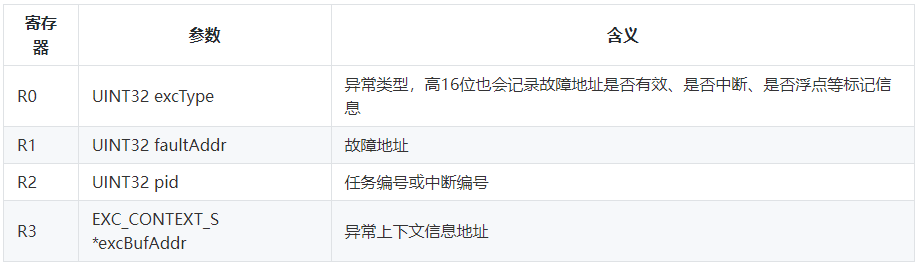 寄存
器
参数
含义
R0
UINT32 excType
异常类型，高16位也会记录故障地址是否有效、是否中断、是否浮点等标记信
息
R1
UINT32 faultAddr
故障地址
R2
UINT32 pid
任务编号或中断编号
R3
EXC_CONTEXT_S
*excBufAddr
异常上下文信息地址